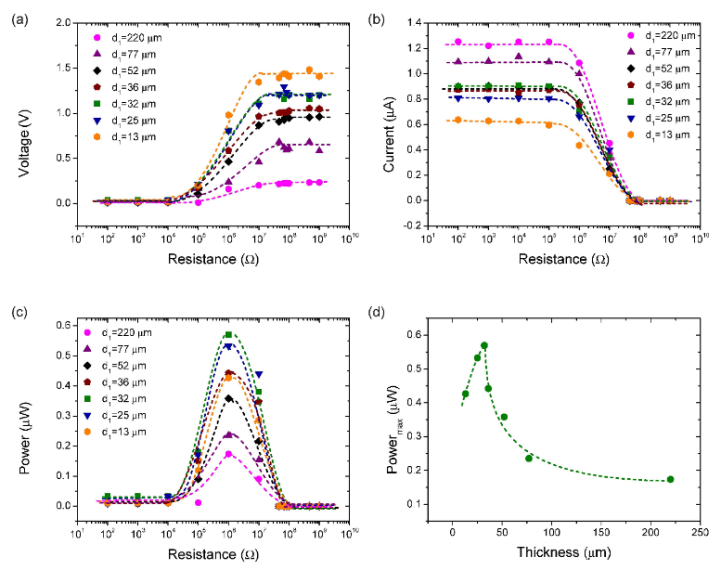 (a)
2.0
1.5
1.0
0.5
0.0
Voltage (V)
d₁=220 μm
d₁=77 μm
d₁=52 μm
d₁=36 μm
d₁=32 μm
d₁=25 μm
d₁=13 μm
10¹ 10² 10³ 10⁴ 10⁵ 10⁶ 10⁷ 10⁸ 10⁹ 10¹⁰
Resistance (Ω)
(b)
1.4
1.2
1.0
0.8
0.6
0.4
0.2
0.0
-0.2
Current (μA)
d₁=220 μm
d₁=77 μm
d₁=52 μm
d₁=36 μm
d₁=32 μm
d₁=25 μm
d₁=13 μm
10¹ 10² 10³ 10⁴ 10⁵ 10⁶ 10⁷ 10⁸ 10⁹ 10¹⁰
Resistance (Ω)
(c)
0.6
0.5
0.4
0.3
0.2
0.1
0.0
Power (μW)
d₁=220 μm
d₁=77 μm
d₁=52 μm
d₁=36 μm
d₁=32 μm
d₁=25 μm
d₁=13 μm
10¹ 10² 10³ 10⁴ 10⁵ 10⁶ 10⁷ 10⁸ 10⁹ 10¹⁰
Resistance (Ω)
(d)
0.6
0.5
0.4
0.3
0.2
0.1
Powerₘₐₓ (μW)
0 50 100 150 200 250
Thickness (μm)